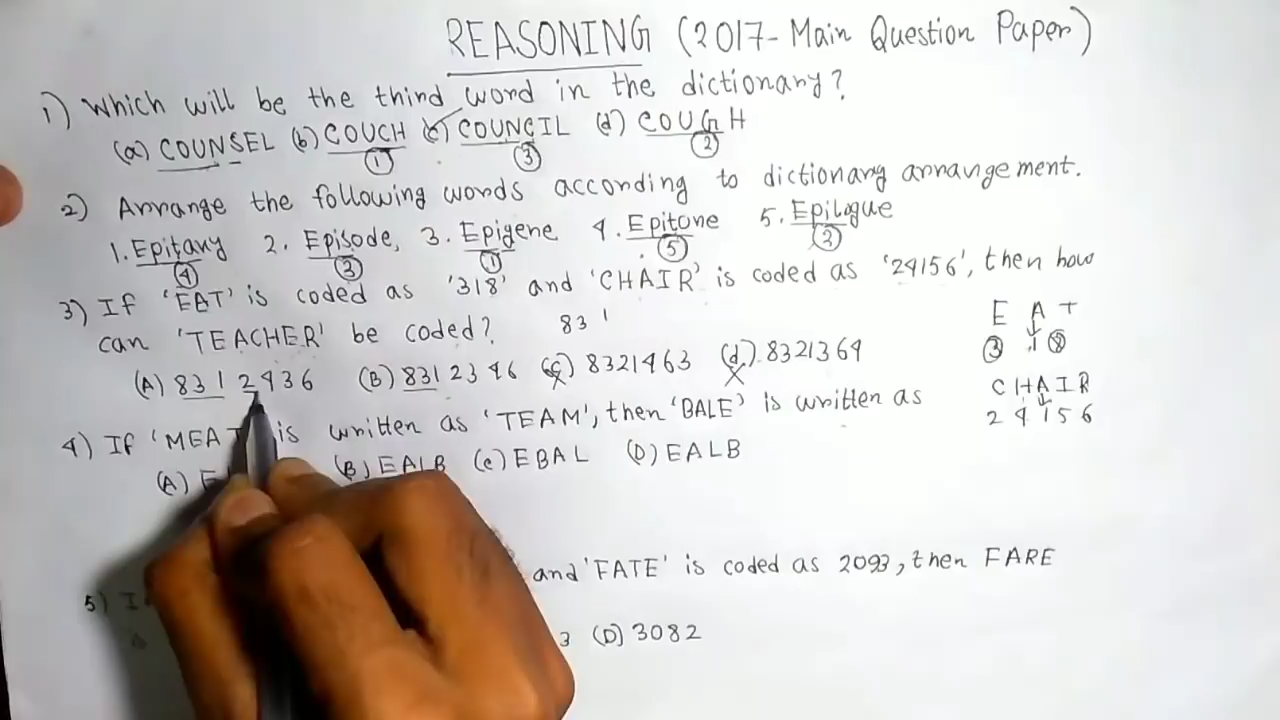 REASONING (2017- Main Question Paper)
1) Which will be the third word in the dictionary?
(a) COUNSEL (b) COUCH (c) COUNCIL (d) COUGH
1 3 2
2) Arrange the following words according to dictionary arrangement.
1. Epitary 2. Episode, 3. Epigene 4. Epitone 5. Epilogue
4 3 1 5 2
3) If 'EAT' is coded as '318' and 'CHAIR' is coded as '24156', then how
can 'TEACHER' be coded? 831
E A T
3 1 8
(A) 8312436 (B) 8312346 (c) 8321463 (d) 8321364
C H A I R
2 4 1 5 6
4) If 'MEAT is written as 'TEAM', then 'BALE' is written as
(A) E (B) EALB (C) EBAL (D) EALB
and 'FATE' is coded as 2093, then FARE
5) I
3 (D) 3082